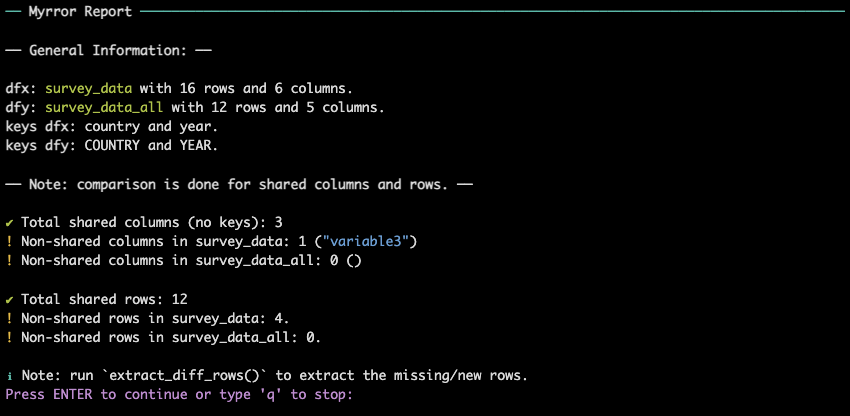 ── Myrror Report ──────────────────────────────────────────────────────────────────────────────────────────
── General Information: ──
dfx: survey_data with 16 rows and 6 columns.
dfy: survey_data_all with 12 rows and 5 columns.
keys dfx: country and year.
keys dfy: COUNTRY and YEAR.
── Note: comparison is done for shared columns and rows. ──
✔ Total shared columns (no keys): 3
! Non-shared columns in survey_data: 1 ("variable3")
! Non-shared columns in survey_data_all: 0 ()
✔ Total shared rows: 12
! Non-shared rows in survey_data: 4.
! Non-shared rows in survey_data_all: 0.
ℹ Note: run `extract_diff_rows()` to extract the missing/new rows.
Press ENTER to continue or type 'q' to stop: